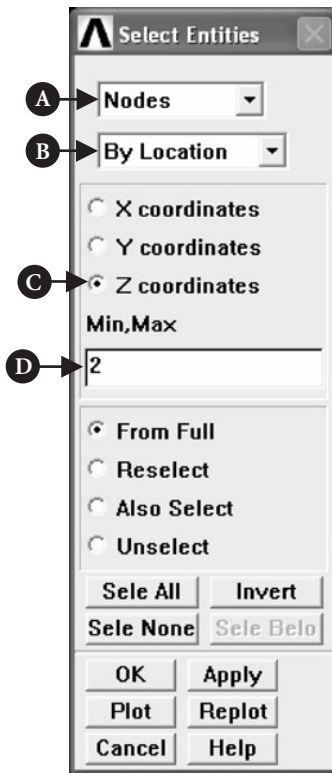 Select Entities
A Nodes
B By Location
X coordinates
Y coordinates
C Z coordinates
Min,Max
D 2
From Full
Reselect
Also Select
Unselect
Sele All Invert
Sele None Sele Belo
OK Apply
Plot Replot
Cancel Help